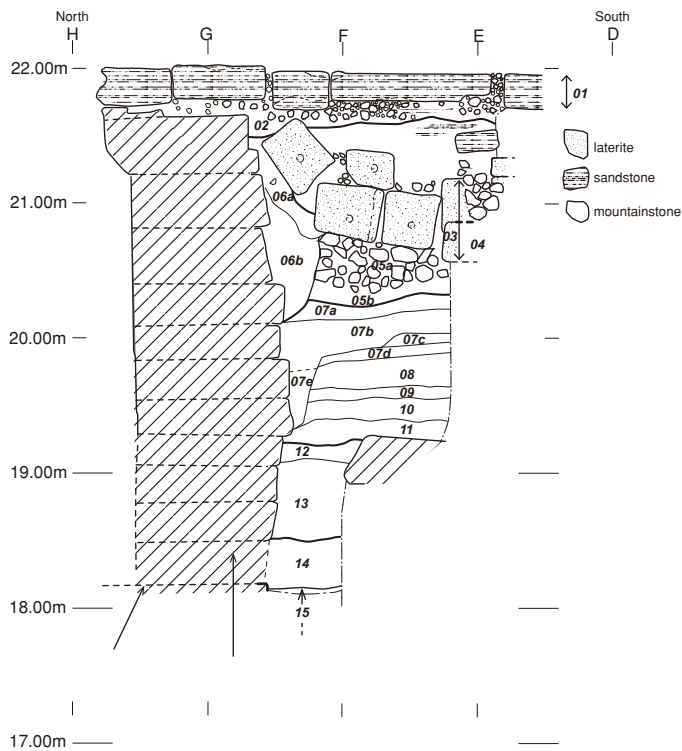 North
South
H
G
F
E
D
22.00m
01
02
laterite
sandstone
mountainstone
06a
21.00m
03
04
06b
05a
05b
07a
07b
20.00m
07c
07d
07e
08
09
10
11
12
19.00m
13
14
18.00m
15
17.00m